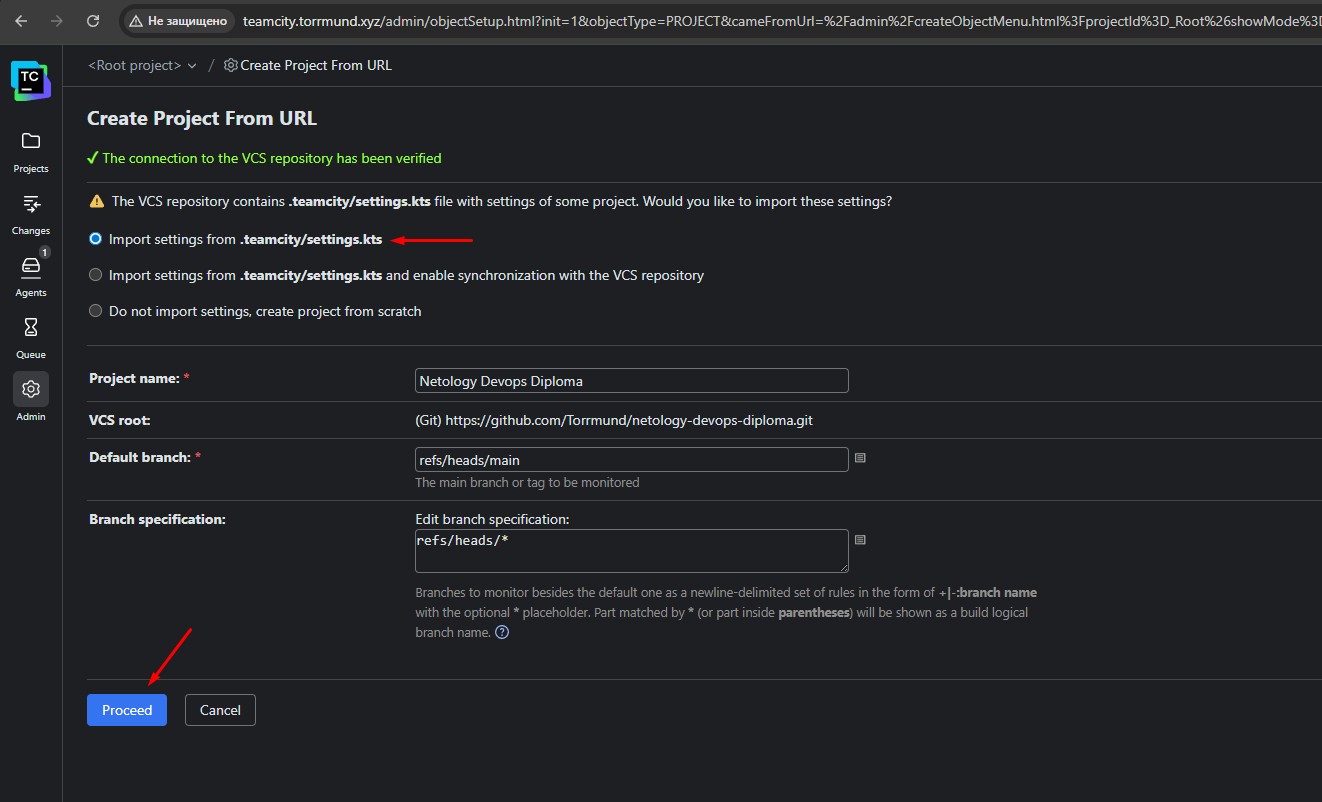 Не защищено teamcity.torrmund.xyz/admin/objectSetup.html?init=1&objectType=PROJECT&cameFromUrl=%2Fadmin%2FcreateObjectMenu.html%3FprojectId%3D_Root%26showMode%3D
TC
<Root project> / Create Project From URL
Create Project From URL
The connection to the VCS repository has been verified
Projects
The VCS repository contains .teamcity/settings.kts file with settings of some project. Would you like to import these settings?
Changes
Import settings from .teamcity/settings.kts
1
Import settings from .teamcity/settings.kts and enable synchronization with the VCS repository
Agents
Do not import settings, create project from scratch
Queue
Project name: * Netology Devops Diploma
Admin
VCS root: (Git) https://github.com/Torrmund/netology-devops-diploma.git
Default branch: * refs/heads/main
The main branch or tag to be monitored
Branch specification: Edit branch specification:
refs/heads/*
Branches to monitor besides the default one as a newline-delimited set of rules in the form of +|-:branch name
with the optional * placeholder. Part matched by * (or part inside parentheses) will be shown as a build logical
branch name. ?
Proceed Cancel